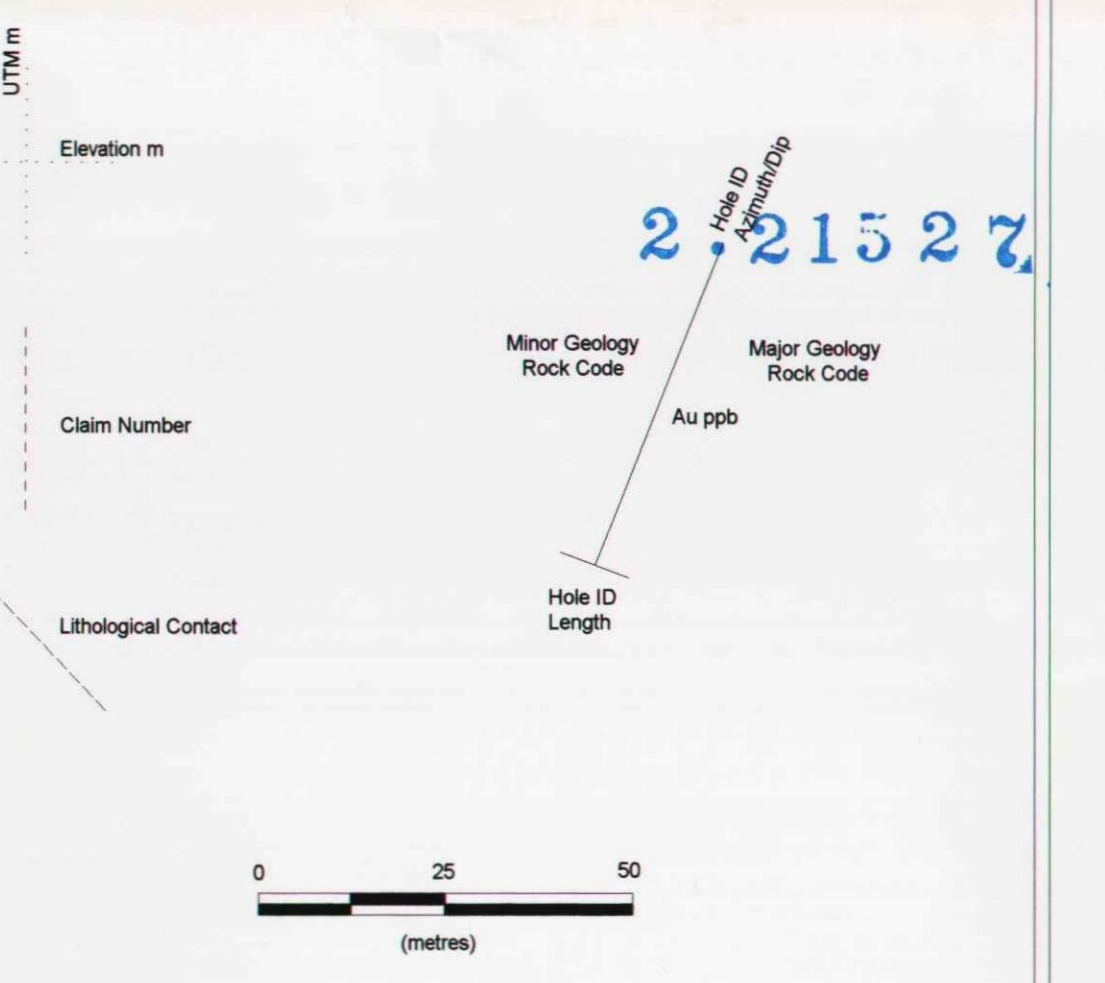 UTM m
Elevation m
Hole ID
Azimuth/Dip
2.21527
Minor Geology
Rock Code
Major Geology
Rock Code
Claim Number
Au ppb
Hole ID
Length
Lithological Contact
0 25 50
(metres)